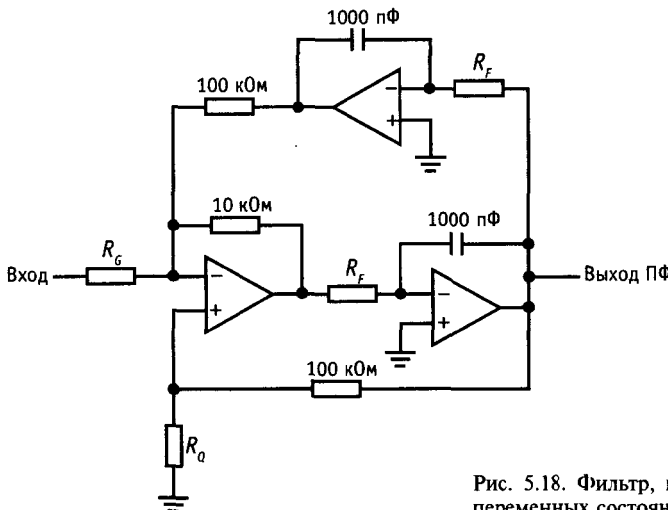 1000 пФ
R_F
100 кОм
− +
10 кОм
1000 пФ
R_G
R_F
Вход
− +
− +
Выход ПФ
100 кОм
R_Q
Рис. 5.18. Фильтр,
переменных состоян